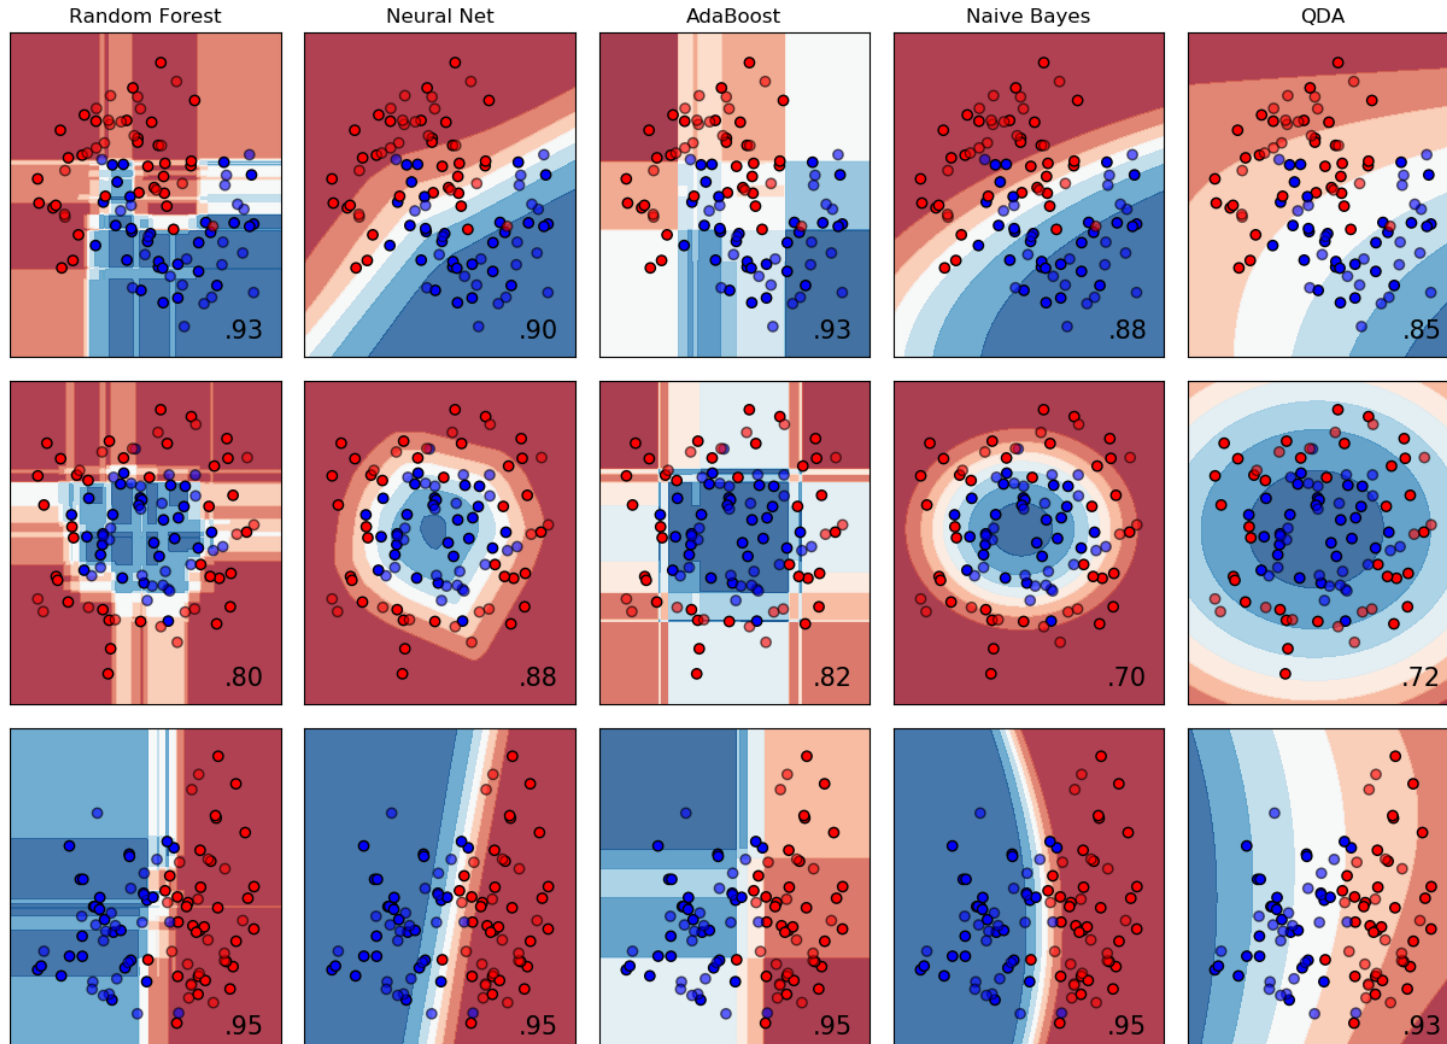 Random Forest Neural Net AdaBoost Naive Bayes QDA
.93 .90 .93 .88 .85
.80 .88 .82 .70 .72
.95 .95 .95 .95 .93